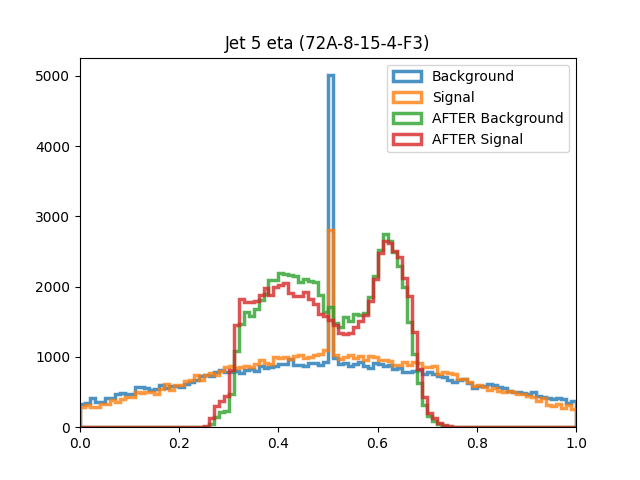 Jet 5 eta (72A-8-15-4-F3)
Background
Signal
AFTER Background
AFTER Signal
5000
4000
3000
2000
1000
0
0.0 0.2 0.4 0.6 0.8 1.0